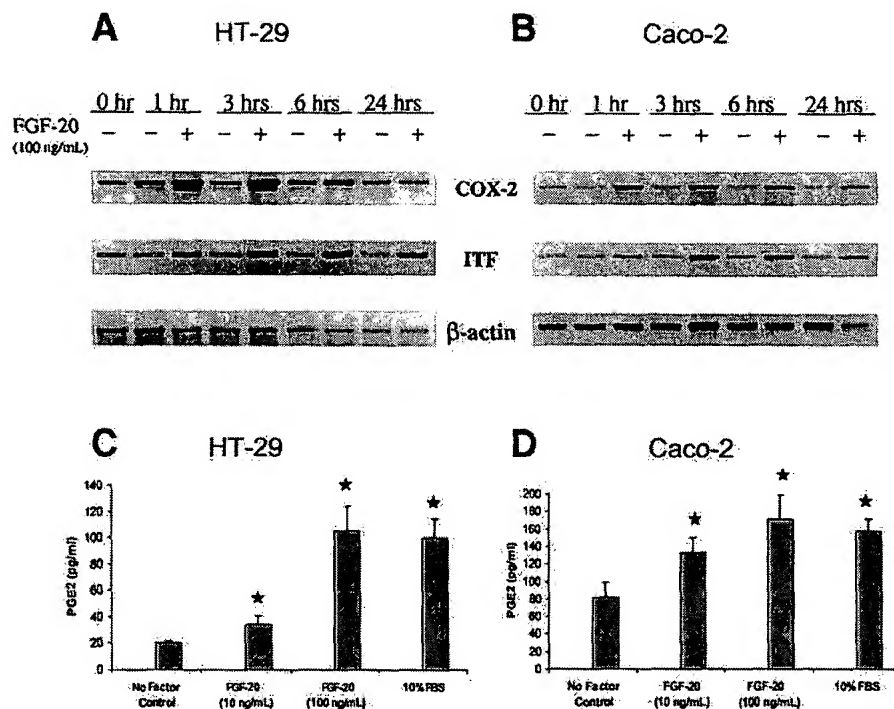 A HT-29
B Caco-2
0 hr 1 hr 3 hrs 6 hrs 24 hrs
0 hr 1 hr 3 hrs 6 hrs 24 hrs
FGF-20
(100 ng/mL)
− − + − + − + − +
− − + − + − + − +
COX-2
ITF
β-actin
C HT-29
140
120
100
80
60
40
20
0
PGE2 (pg/ml)
★ ★ ★
No Factor Control
FGF-20 (10 ng/mL)
FGF-20 (100 ng/mL)
10% FBS
D Caco-2
200
180
160
140
120
100
80
60
40
20
0
PGE2 (pg/ml)
★ ★ ★
No Factor Control
FGF-20 (10 ng/mL)
FGF-20 (100 ng/mL)
10% FBS